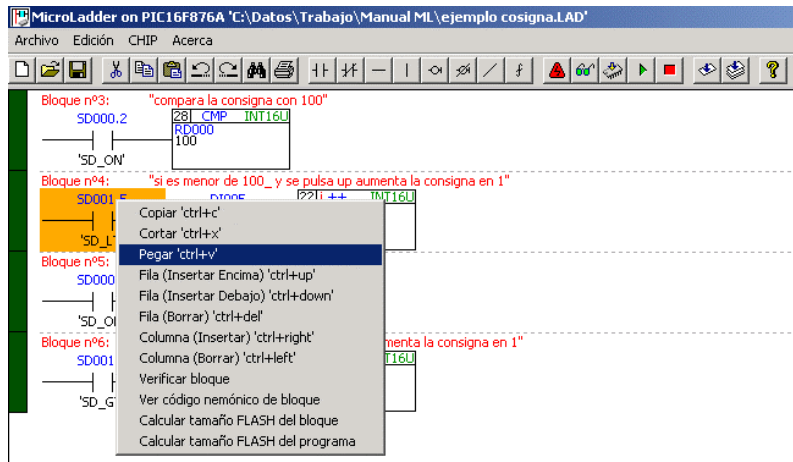 MicroLadder on PIC16F876A 'C:\Datos\Trabajo\Manual ML\ejemplo cosigna.LAD'
Archivo Edición CHIP Acerca
Bloque nº3: "compara la consigna con 100"
SD000.2 28 CMP INT16U
RD000
100
'SD_ON'
Bloque nº4: "si es menor de 100_ y se pulsa up aumenta la consigna en 1"
22 i ++ INT16U
Copiar 'ctrl+c'
Cortar 'ctrl+x'
Pegar 'ctrl+v'
Bloque nº5:
Fila (Insertar Encima) 'ctrl+up'
SD000
Fila (Insertar Debajo) 'ctrl+down'
Fila (Borrar) 'ctrl+del'
Bloque nº6: Columna (Insertar) 'ctrl+right' menta la consigna en 1"
SD001 Columna (Borrar) 'ctrl+left' T16U
Verificar bloque
'SD_G Ver código nemónico de bloque
Calcular tamaño FLASH del bloque
Calcular tamaño FLASH del programa